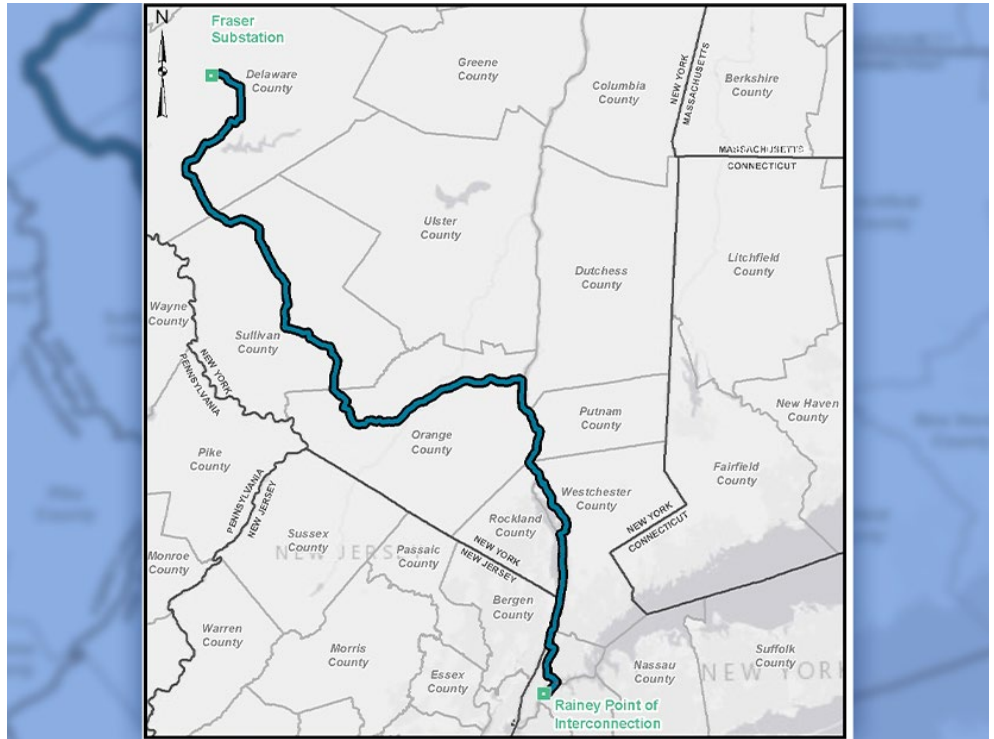 N
Fraser
Substation
Delaware
County
Greene
County
Columbia
County
NEW YORK
MASSACHUSETTS
Berkshire
County
MASSACHUSETTS
CONNECTICUT
Ulster
County
Dutchess
County
Litchfield
County
Wayne
County
Sullivan
County
NEW YORK
PENNSYLVANIA
Orange
County
Putnam
County
New Haven
County
Pike
County
Fairfield
County
PENNSYLVANIA
NEW JERSEY
Westchester
County
Rockland
County
NEW YORK
CONNECTICUT
Sussex
County
NEW JERSEY
Passaic
County
NEW YORK
NEW JERSEY
Monroe
County
Bergen
County
Warren
County
Morris
County
Essex
County
Nassau
County
Suffolk
County
NEW YORK
Rainey Point of
Interconnection